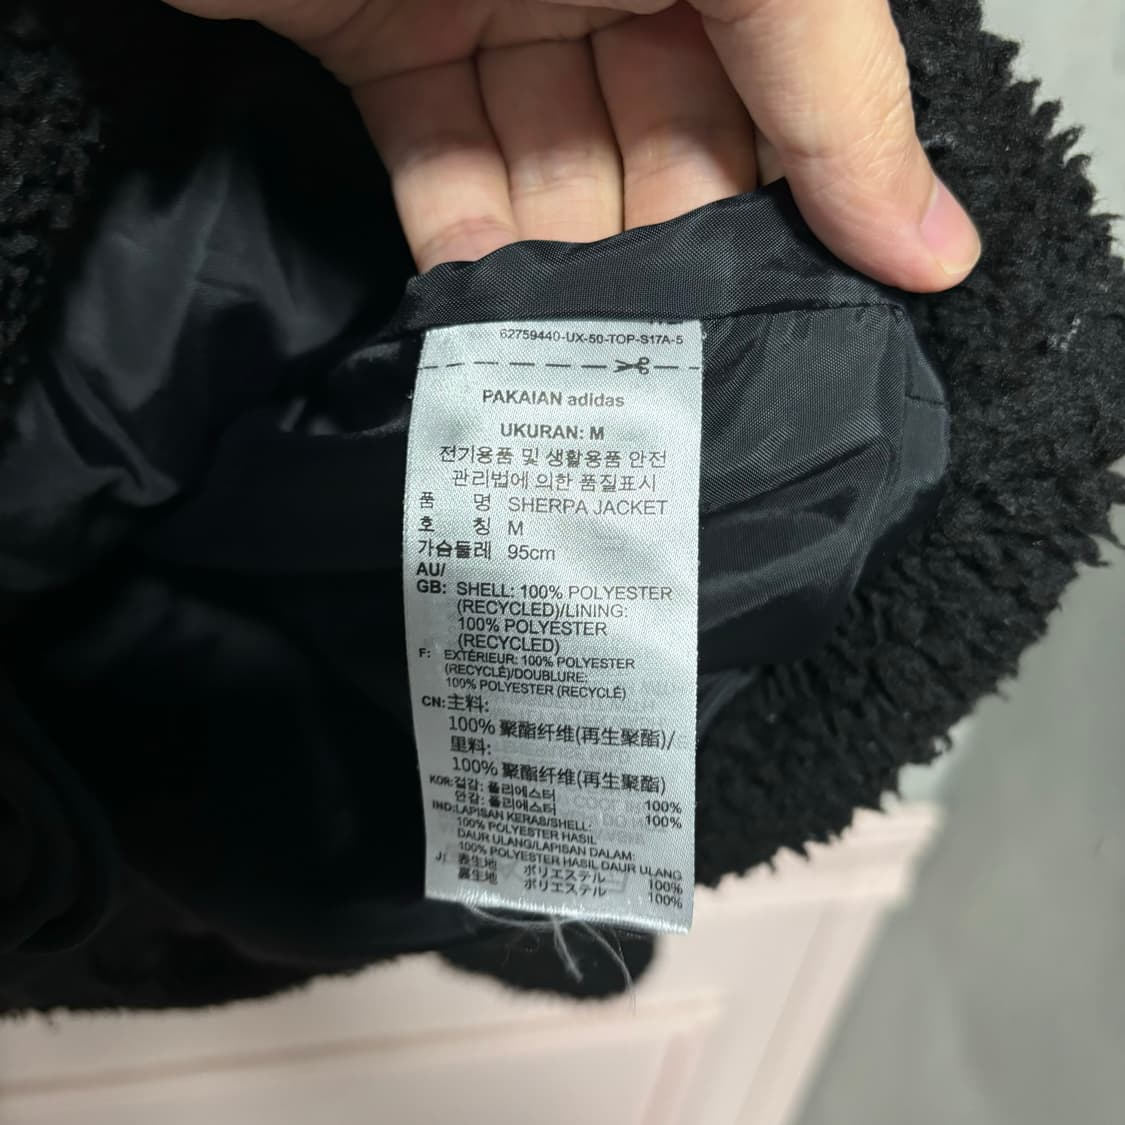 62759440-UX-50-TOP-S17A-5
PAKAIAN adidas
UKURAN: M
전기용품 및 생활용품 안전
관리법에 의한 품질표시
품 명 SHERPA JACKET
호 칭 M
가슴둘레 95cm
AU/
GB: SHELL: 100% POLYESTER
(RECYCLED)/LINING:
100% POLYESTER
(RECYCLED)
F: EXTÉRIEUR: 100% POLYESTER
(RECYCLÉ)/DOUBLURE:
100% POLYESTER (RECYCLÉ)
CN: 主料:
100% 聚酯纤维(再生聚酯)/
里料:
100% 聚酯纤维(再生聚酯)
KOR: 겉감: 폴리에스터 100%
안감: 폴리에스터 100%
IND: LAPISAN KERAS/SHELL:
100% POLYESTER HASIL
DAUR ULANG/LAPISAN DALAM:
100% POLYESTER HASIL DAUR ULANG
J: 表生地 ポリエステル 100%
裏生地 ポリエステル 100%